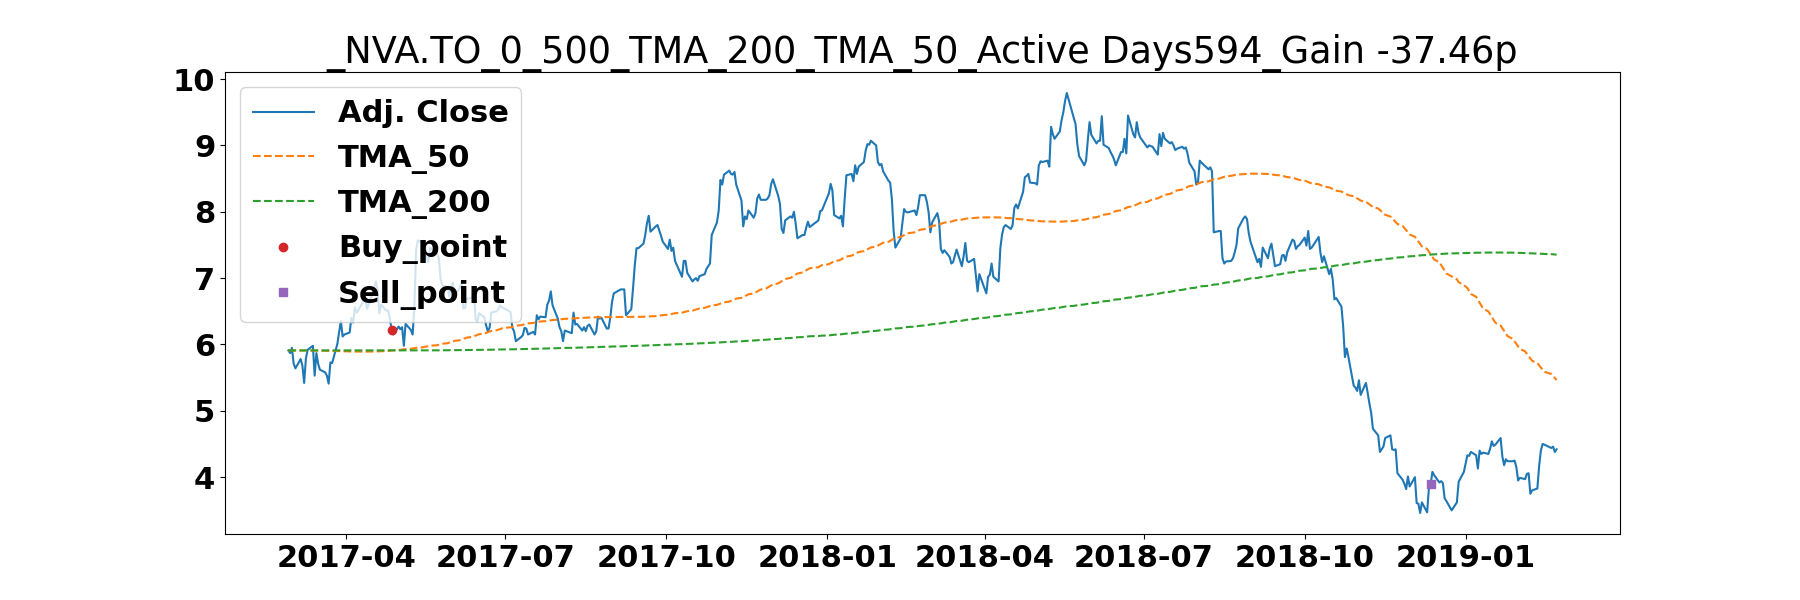 _NVA.TO_0_500_TMA_200_TMA_50_Active Days594_Gain -37.46p
10
9
8
7
6
5
4
Adj. Close
TMA_50
TMA_200
Buy_point
Sell_point
2017-04 2017-07 2017-10 2018-01 2018-04 2018-07 2018-10 2019-01